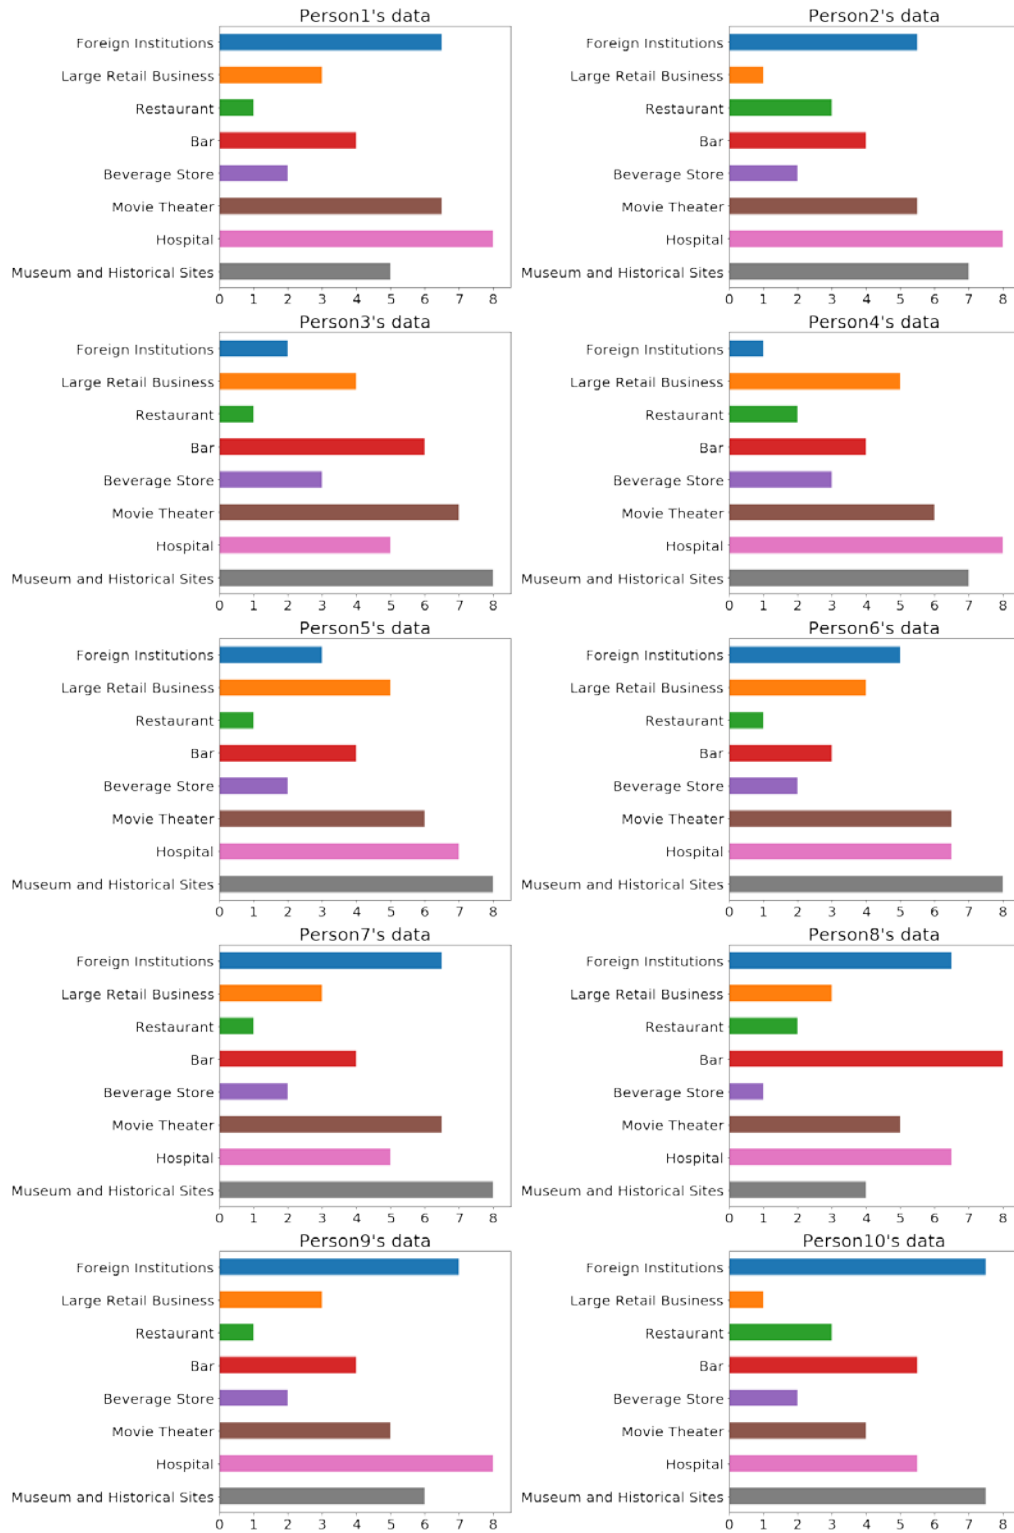 Person1's data
Foreign Institutions
Large Retail Business
Restaurant
Bar
Beverage Store
Movie Theater
Hospital
Museum and Historical Sites
0 1 2 3 4 5 6 7 8
Person2's data
Foreign Institutions
Large Retail Business
Restaurant
Bar
Beverage Store
Movie Theater
Hospital
Museum and Historical Sites
0 1 2 3 4 5 6 7 8
Person3's data
Foreign Institutions
Large Retail Business
Restaurant
Bar
Beverage Store
Movie Theater
Hospital
Museum and Historical Sites
0 1 2 3 4 5 6 7 8
Person4's data
Foreign Institutions
Large Retail Business
Restaurant
Bar
Beverage Store
Movie Theater
Hospital
Museum and Historical Sites
0 1 2 3 4 5 6 7 8
Person5's data
Foreign Institutions
Large Retail Business
Restaurant
Bar
Beverage Store
Movie Theater
Hospital
Museum and Historical Sites
0 1 2 3 4 5 6 7 8
Person6's data
Foreign Institutions
Large Retail Business
Restaurant
Bar
Beverage Store
Movie Theater
Hospital
Museum and Historical Sites
0 1 2 3 4 5 6 7 8
Person7's data
Foreign Institutions
Large Retail Business
Restaurant
Bar
Beverage Store
Movie Theater
Hospital
Museum and Historical Sites
0 1 2 3 4 5 6 7 8
Person8's data
Foreign Institutions
Large Retail Business
Restaurant
Bar
Beverage Store
Movie Theater
Hospital
Museum and Historical Sites
0 1 2 3 4 5 6 7 8
Person9's data
Foreign Institutions
Large Retail Business
Restaurant
Bar
Beverage Store
Movie Theater
Hospital
Museum and Historical Sites
0 1 2 3 4 5 6 7 8
Person10's data
Foreign Institutions
Large Retail Business
Restaurant
Bar
Beverage Store
Movie Theater
Hospital
Museum and Historical Sites
0 1 2 3 4 5 6 7 8